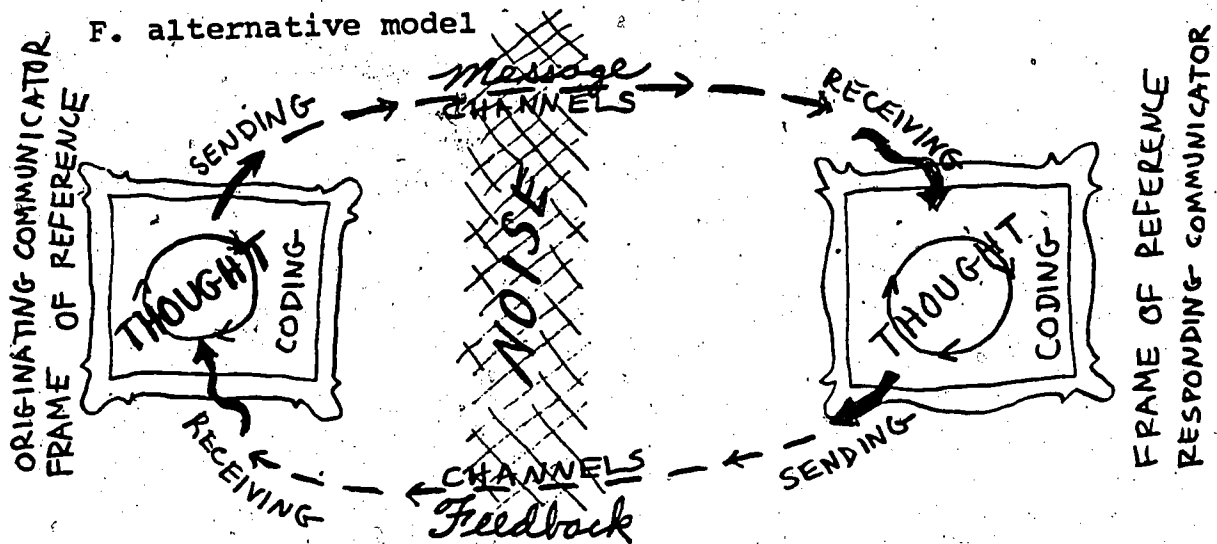 F. alternative model
ORIGINATING COMMUNICATOR
FRAME OF REFERENCE
SENDING
Message
CHANNELS
RECEIVING
THOUGHT
CODING
NOISE
THOUGHT
CODING
FRAME OF REFERENCE
RESPONDING COMMUNICATOR
RECEIVING
CHANNELS
Feedback
SENDING